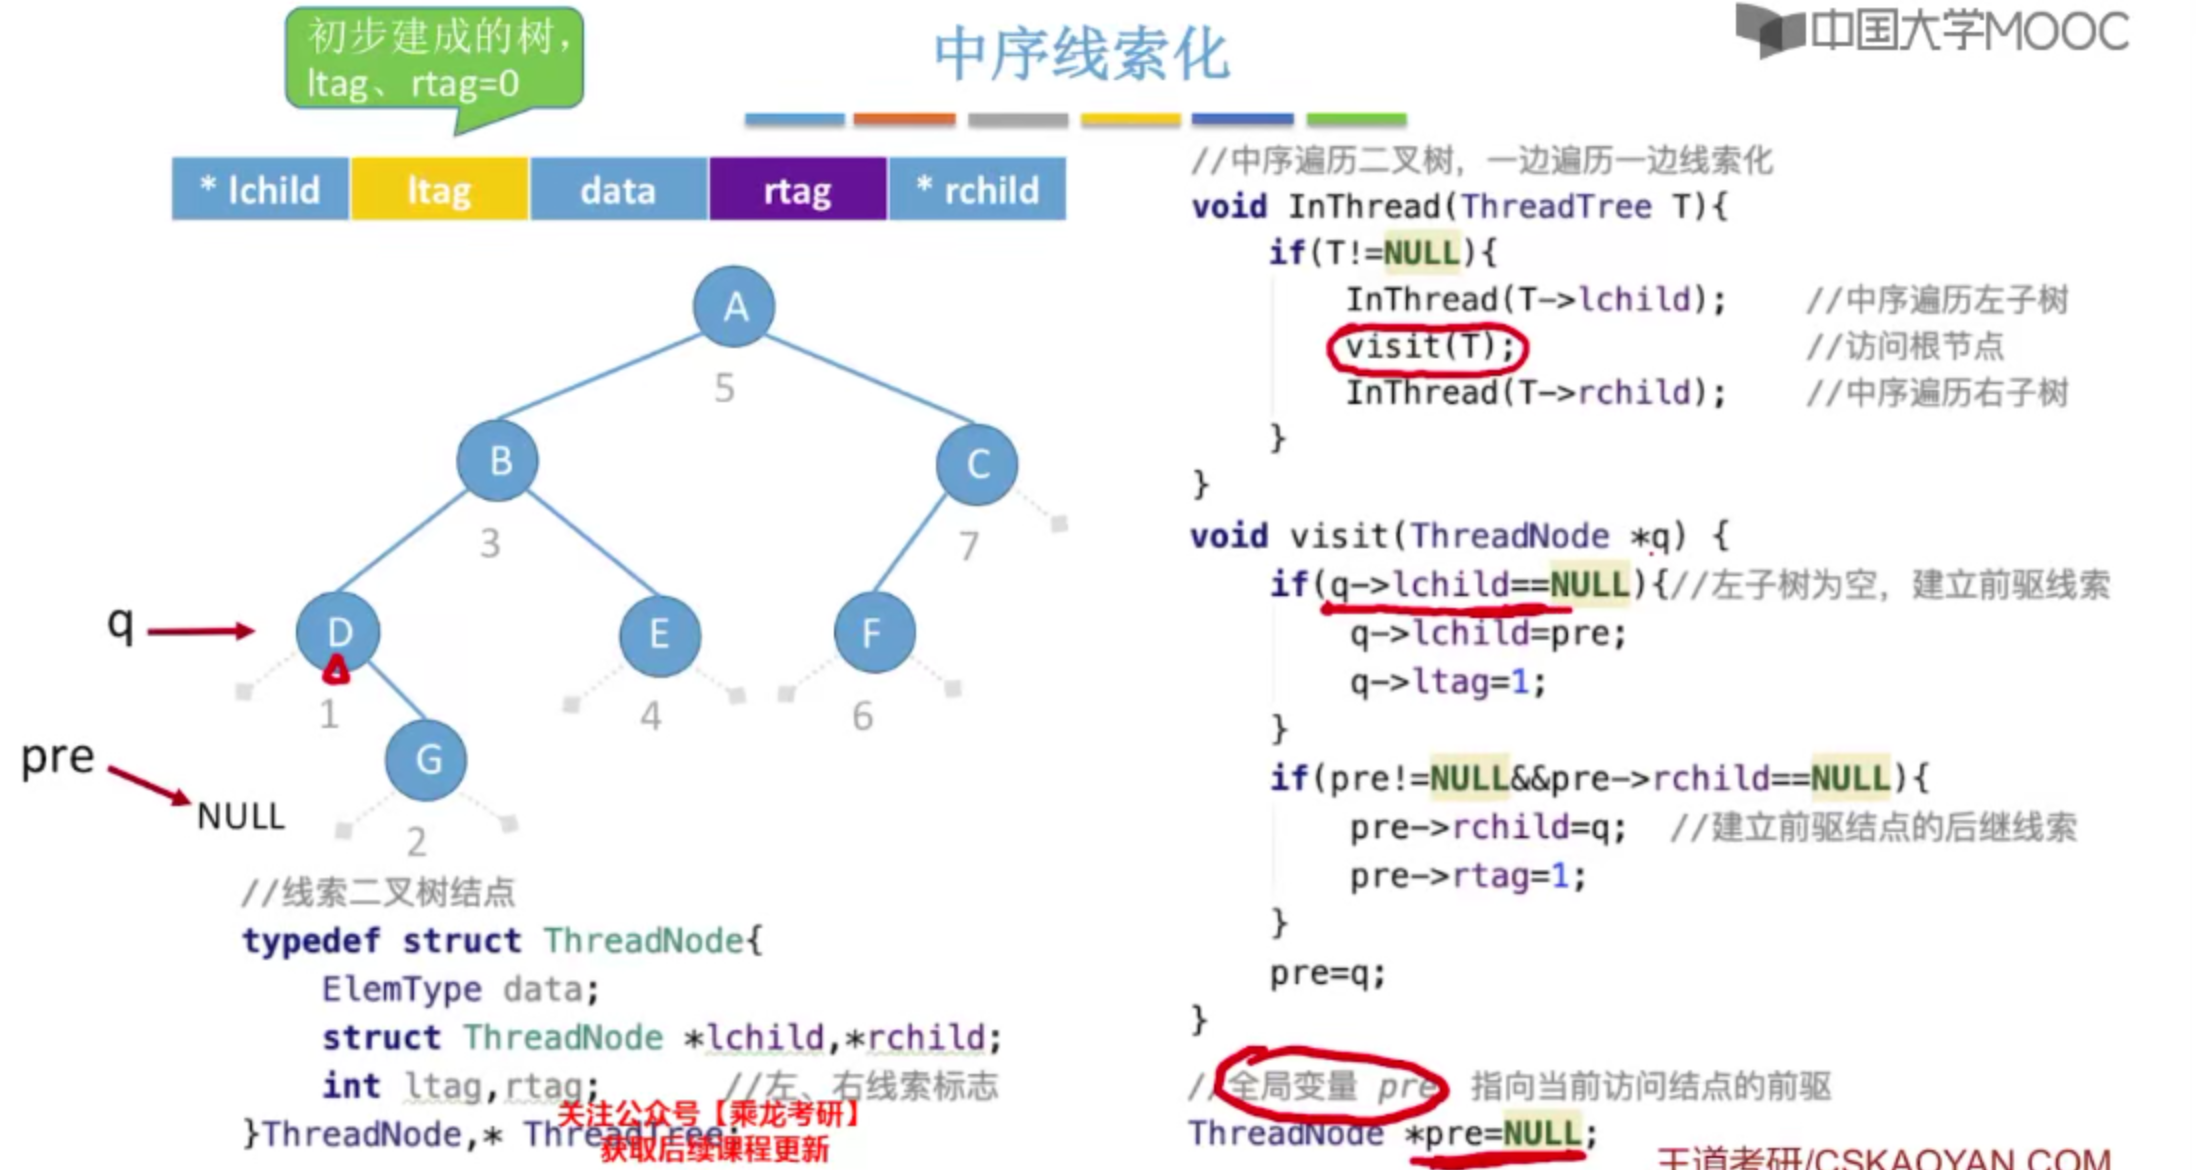 初步建成的树，
ltag、rtag=0
中序线索化
中国大学MOOC
* lchild ltag data rtag * rchild
A
5
B
C
3
7
q
D
E
F
1
4
6
pre
G
NULL
2
//线索二叉树结点
typedef struct ThreadNode{
ElemType data;
struct ThreadNode *lchild,*rchild;
int ltag,rtag; //左、右线索标志
}ThreadNode,* ThreadTree;
关注公众号【乘龙考研】
获取后续课程更新
//中序遍历二叉树，一边遍历一边线索化
void InThread(ThreadTree T){
if(T!=NULL){
InThread(T->lchild); //中序遍历左子树
visit(T); //访问根节点
InThread(T->rchild); //中序遍历右子树
}
}
void visit(ThreadNode *q) {
if(q->lchild==NULL){//左子树为空，建立前驱线索
q->lchild=pre;
q->ltag=1;
}
if(pre!=NULL&&pre->rchild==NULL){
pre->rchild=q; //建立前驱结点的后继线索
pre->rtag=1;
}
pre=q;
}
//全局变量 pre 指向当前访问结点的前驱
ThreadNode *pre=NULL;
王道考研/CSKAOYAN.COM